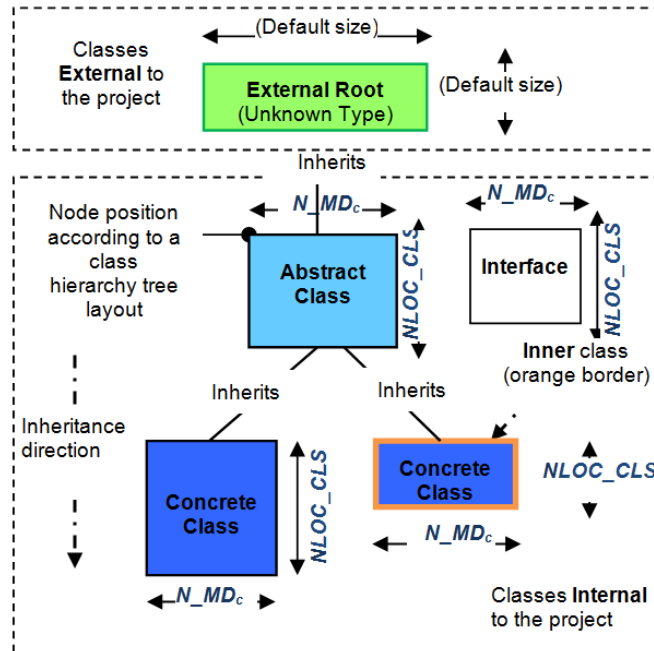 (Default size)
Classes
External to
the project
External Root
(Unknown Type)
(Default size)
Inherits
N_MDc
N_MDc
Node position
according to a
class
hierarchy tree
layout
Abstract
Class
NLOC_CLS
Interface
NLOC_CLS
Inner class
(orange border)
Inherits
Inherits
Inheritance
direction
Concrete
Class
NLOC_CLS
Concrete
Class
NLOC_CLS
N_MDc
N_MDc
Classes Internal
to the project